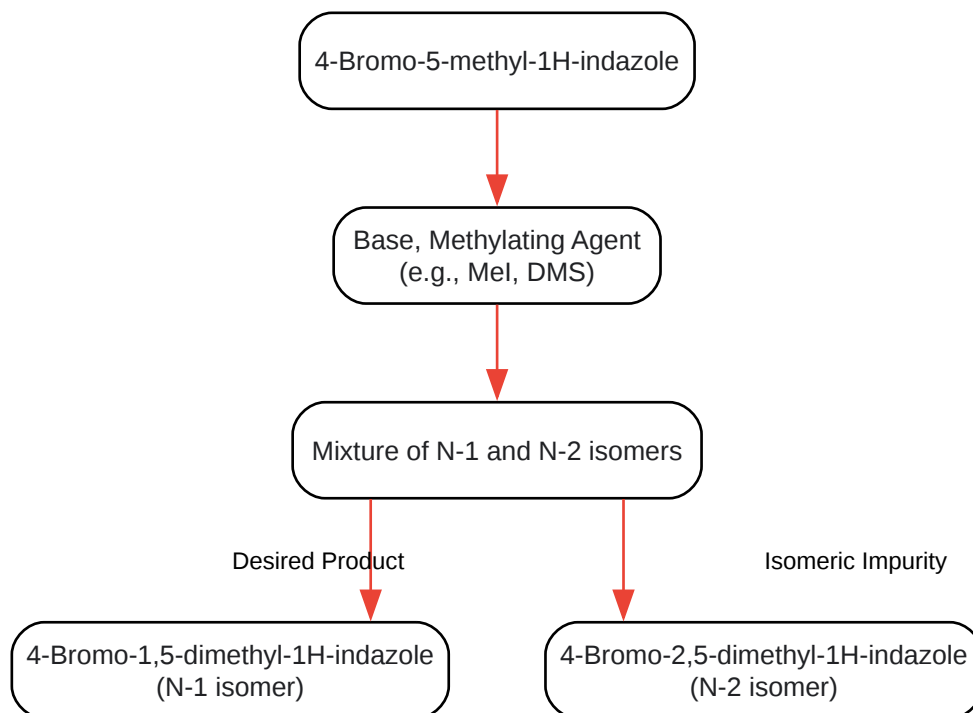 4-Bromo-5-methyl-1H-indazole
Base, Methylating Agent
(e.g., MeI, DMS)
Mixture of N-1 and N-2 isomers
Desired Product
Isomeric Impurity
4-Bromo-1,5-dimethyl-1H-indazole
(N-1 isomer)
4-Bromo-2,5-dimethyl-1H-indazole
(N-2 isomer)